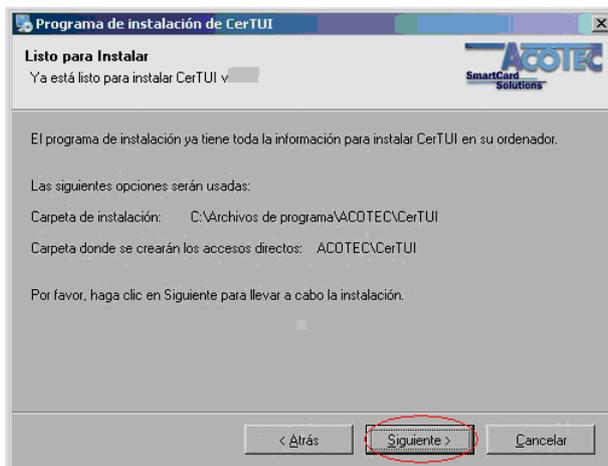 Programa de instalación de CerTUI
Listo para Instalar
Ya está listo para instalar CerTUI v
ACOTEC
SmartCard
Solutions
El programa de instalación ya tiene toda la información para instalar CerTUI en su ordenador.
Las siguientes opciones serán usadas:
Carpeta de instalación: C:\Archivos de programa\ACOTEC\CerTUI
Carpeta donde se crearán los accesos directos: ACOTEC\CerTUI
Por favor, haga clic en Siguiente para llevar a cabo la instalación.
< Atrás Siguiente > Cancelar